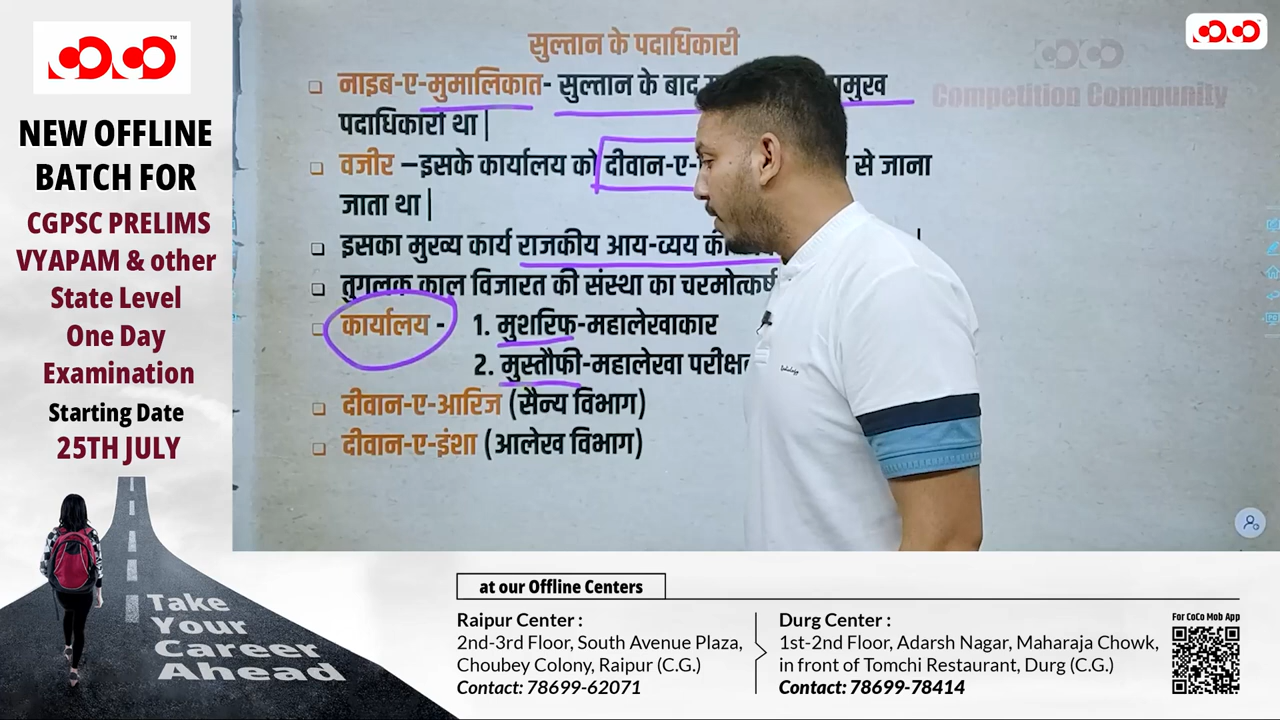 NEW OFFLINE
BATCH FOR
CGPSC PRELIMS
VYAPAM & other
State Level
One Day
Examination
Starting Date
25TH JULY
Take
Your
Career
Ahead
सुल्तान के पदाधिकारी
Competition Community
नाइब-ए-मुमालिकात- सुल्तान के बाद
पदाधिकारी था |
वजीर –इसके कार्यालय को दीवान-ए- से जाना
जाता था |
इसका मुख्य कार्य राजकीय आय-व्यय की
तुगलक काल विजारत की संस्था का चरमोत्कर्ष
कार्यालय - 1. मुशरिफ-महालेखाकार
2. मुस्तौफी-महालेखा
दीवान-ए-आरिज (सैन्य विभाग)
दीवान-ए-इंशा (आलेख विभाग)
at our Offline Centers
Raipur Center :
2nd-3rd Floor, South Avenue Plaza,
Choubey Colony, Raipur (C.G.)
Contact: 78699-62071
Durg Center :
1st-2nd Floor, Adarsh Nagar, Maharaja Chowk,
in front of Tomchi Restaurant, Durg (C.G.)
Contact: 78699-78414
For CoCo Mob App